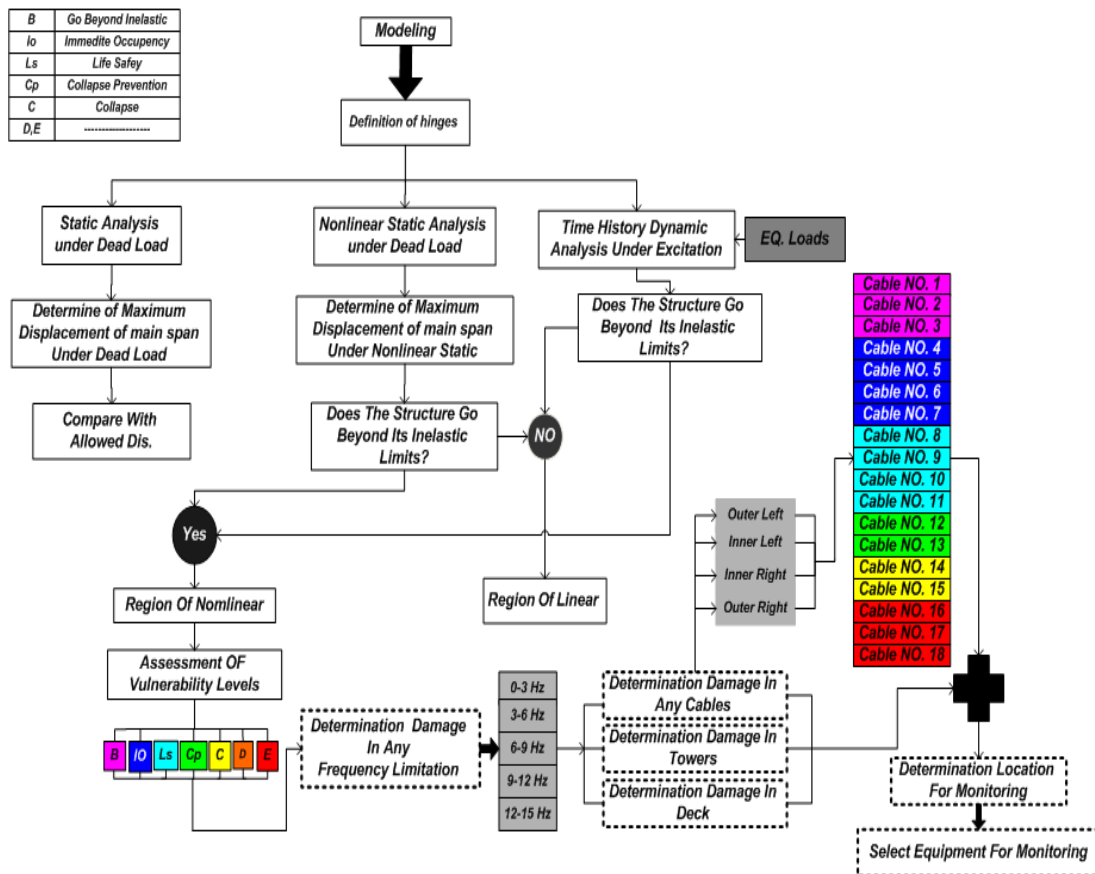 B Go Beyond Inelastic
Io Immedite Occupency
Ls Life Safey
Cp Collapse Prevention
C Collapse
D,E -------------------
Modeling
Definition of hinges
Static Analysis
under Dead Load
Nonlinear Static Analysis
under Dead Load
Time History Dynamic
Analysis Under Excitation
EQ. Loads
Determine of Maximum
Displacement of main span
Under Dead Load
Determine of Maximum
Displacement of main span
Under Nonlinear Static
Does The Structure Go
Beyond Its Inelastic
Limits?
Compare With
Allowed Dis.
Does The Structure Go
Beyond Its Inelastic
Limits?
NO
Yes
Region Of Nomlinear
Region Of Linear
Assessment OF
Vulnerability Levels
B IO Ls Cp C D E
Determination Damage
In Any
Frequency Limitation
0-3 Hz
3-6 Hz
6-9 Hz
9-12 Hz
12-15 Hz
Determination Damage In
Any Cables
Determination Damage In
Towers
Determination Damage In
Deck
Outer Left
Inner Left
Inner Right
Outer Right
Cable NO. 1
Cable NO. 2
Cable NO. 3
Cable NO. 4
Cable NO. 5
Cable NO. 6
Cable NO. 7
Cable NO. 8
Cable NO. 9
Cable NO. 10
Cable NO. 11
Cable NO. 12
Cable NO. 13
Cable NO. 14
Cable NO. 15
Cable NO. 16
Cable NO. 17
Cable NO. 18
Determination Location
For Monitoring
Select Equipment For Monitoring